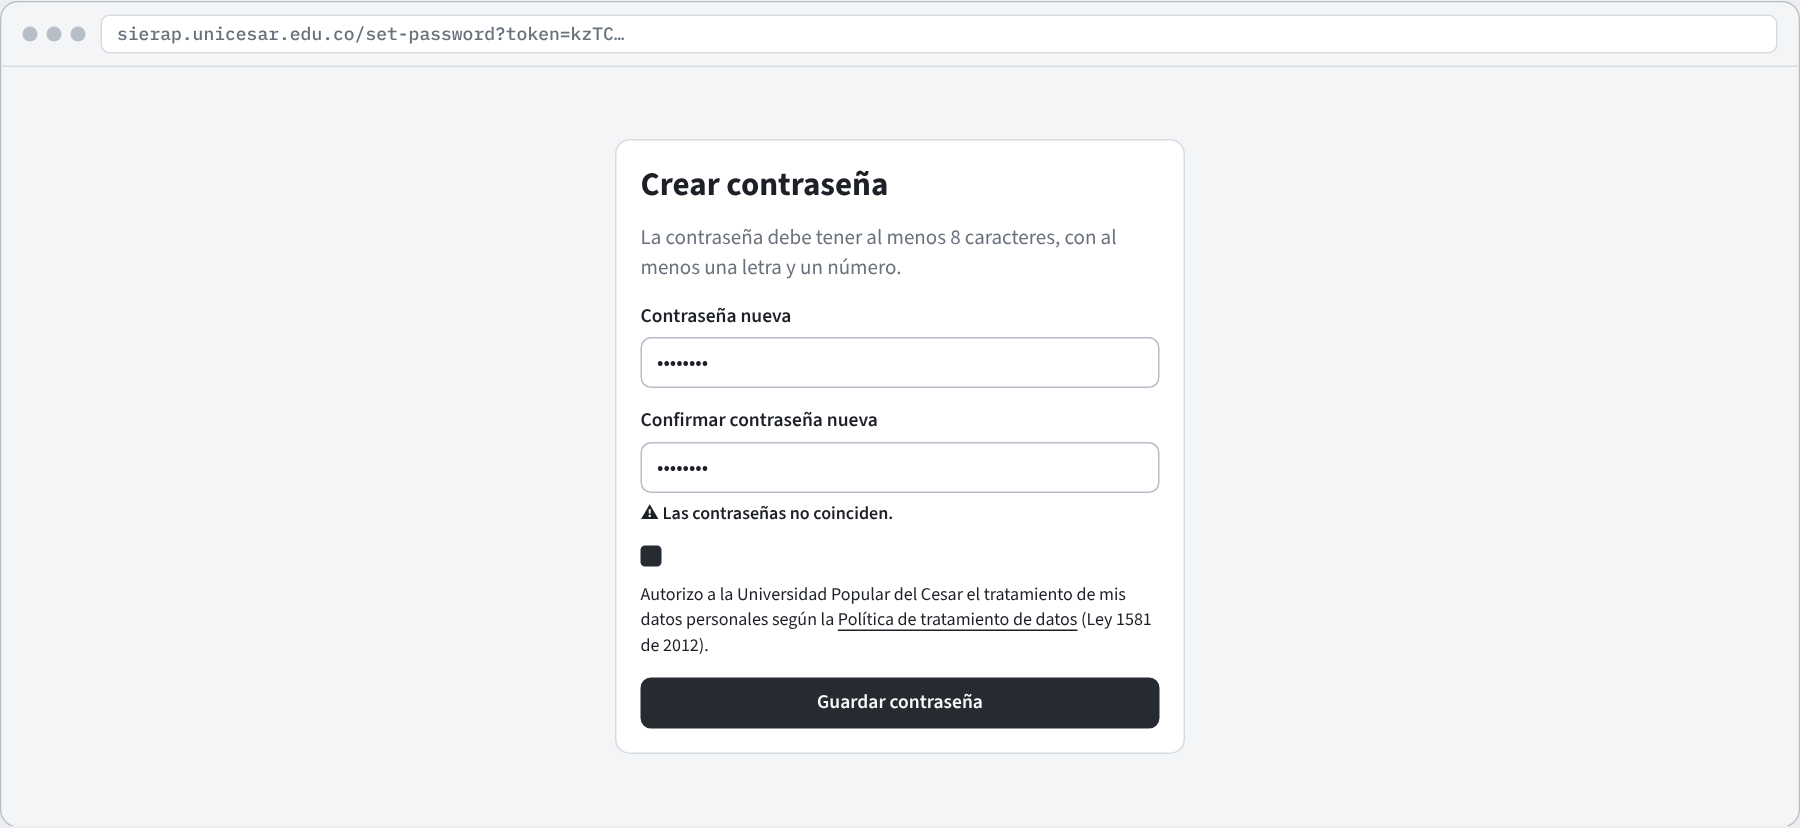 sierap.unicesar.edu.co/set-password?token=kzTC…
Crear contraseña
La contraseña debe tener al menos 8 caracteres, con al
menos una letra y un número.
Contraseña nueva
••••••••
Confirmar contraseña nueva
••••••••
⚠ Las contraseñas no coinciden.
Autorizo a la Universidad Popular del Cesar el tratamiento de mis
datos personales según la Política de tratamiento de datos (Ley 1581
de 2012).
Guardar contraseña